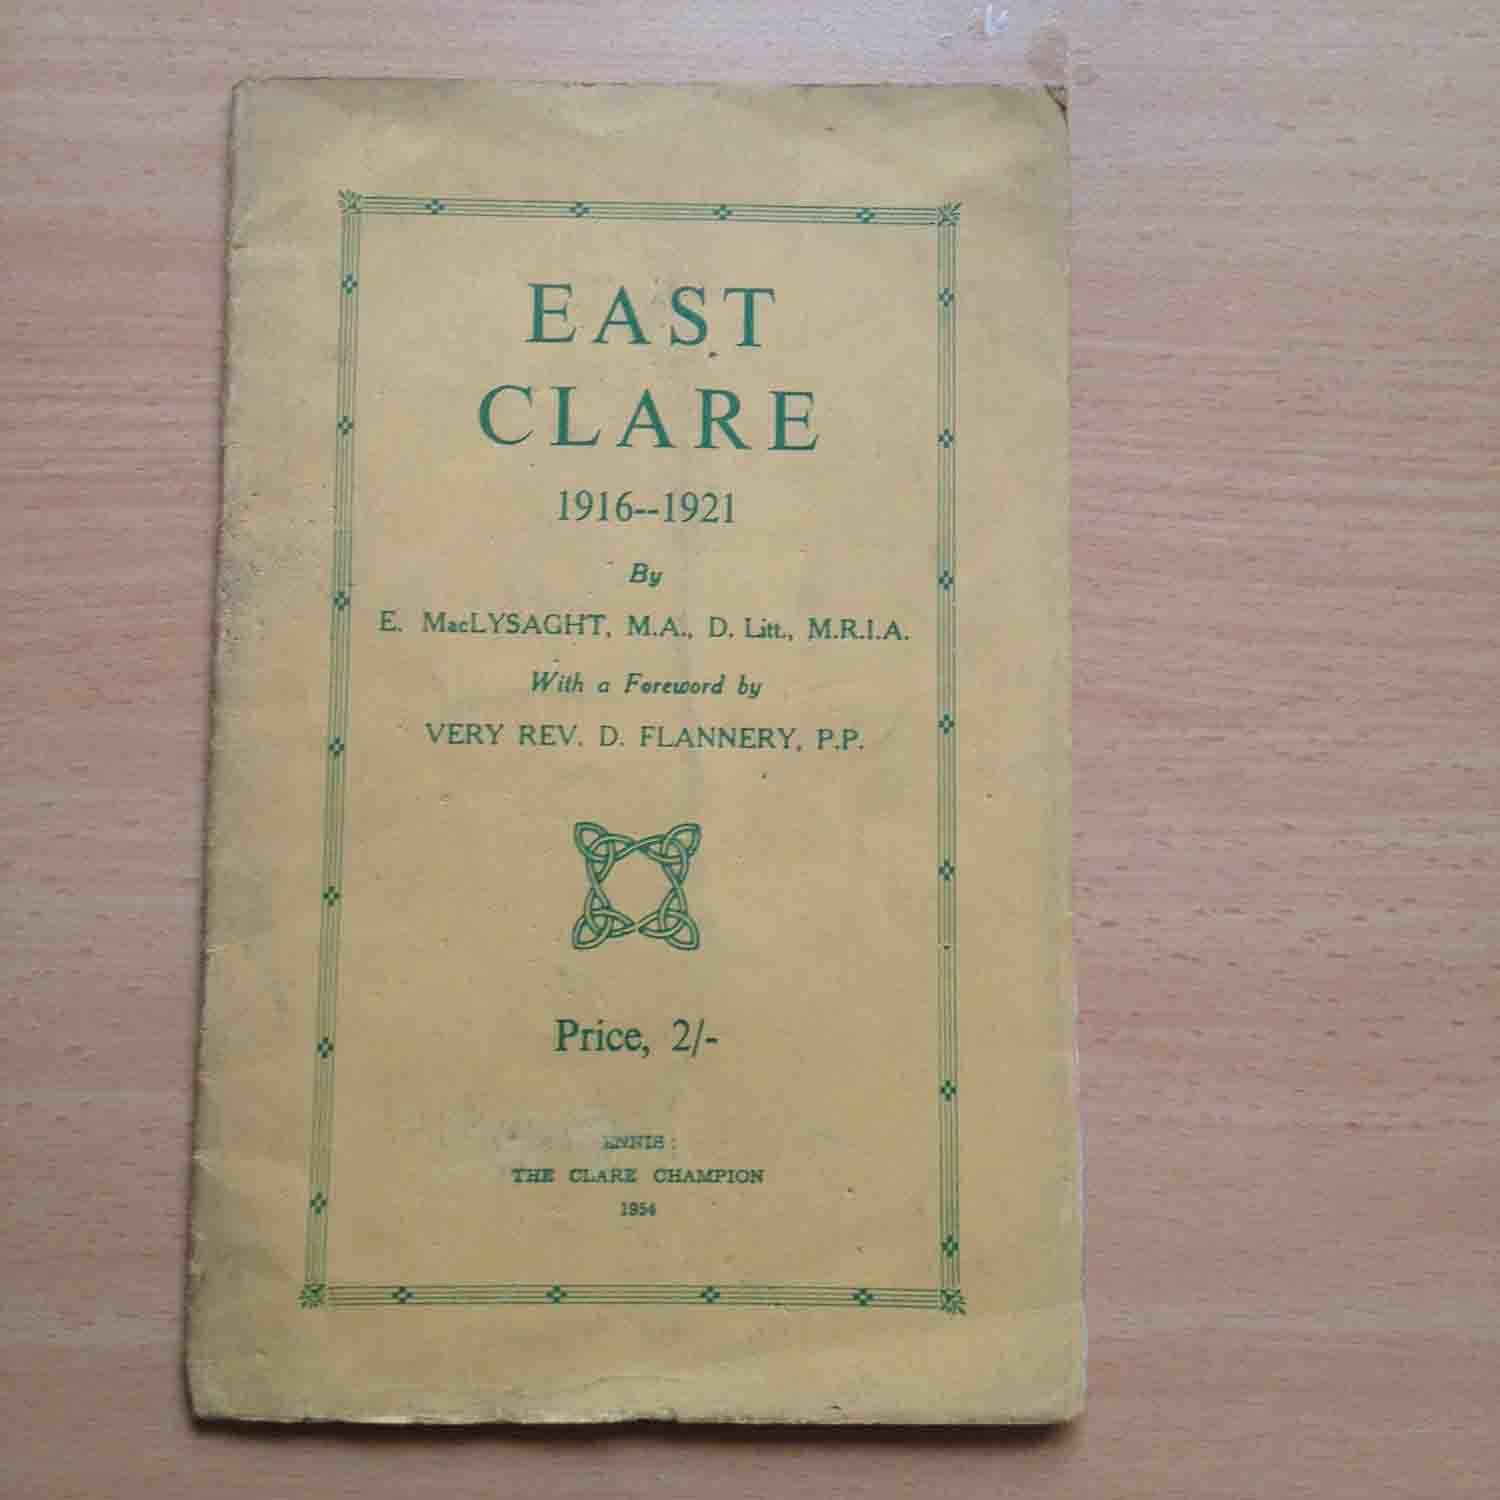 EAST
CLARE
1916--1921
By
E. MacLYSAGHT, M.A., D. Litt., M.R.I.A.
With a Foreword by
VERY REV. D. FLANNERY, P.P.
Price, 2/-
ENNIS :
THE CLARE CHAMPION
1954